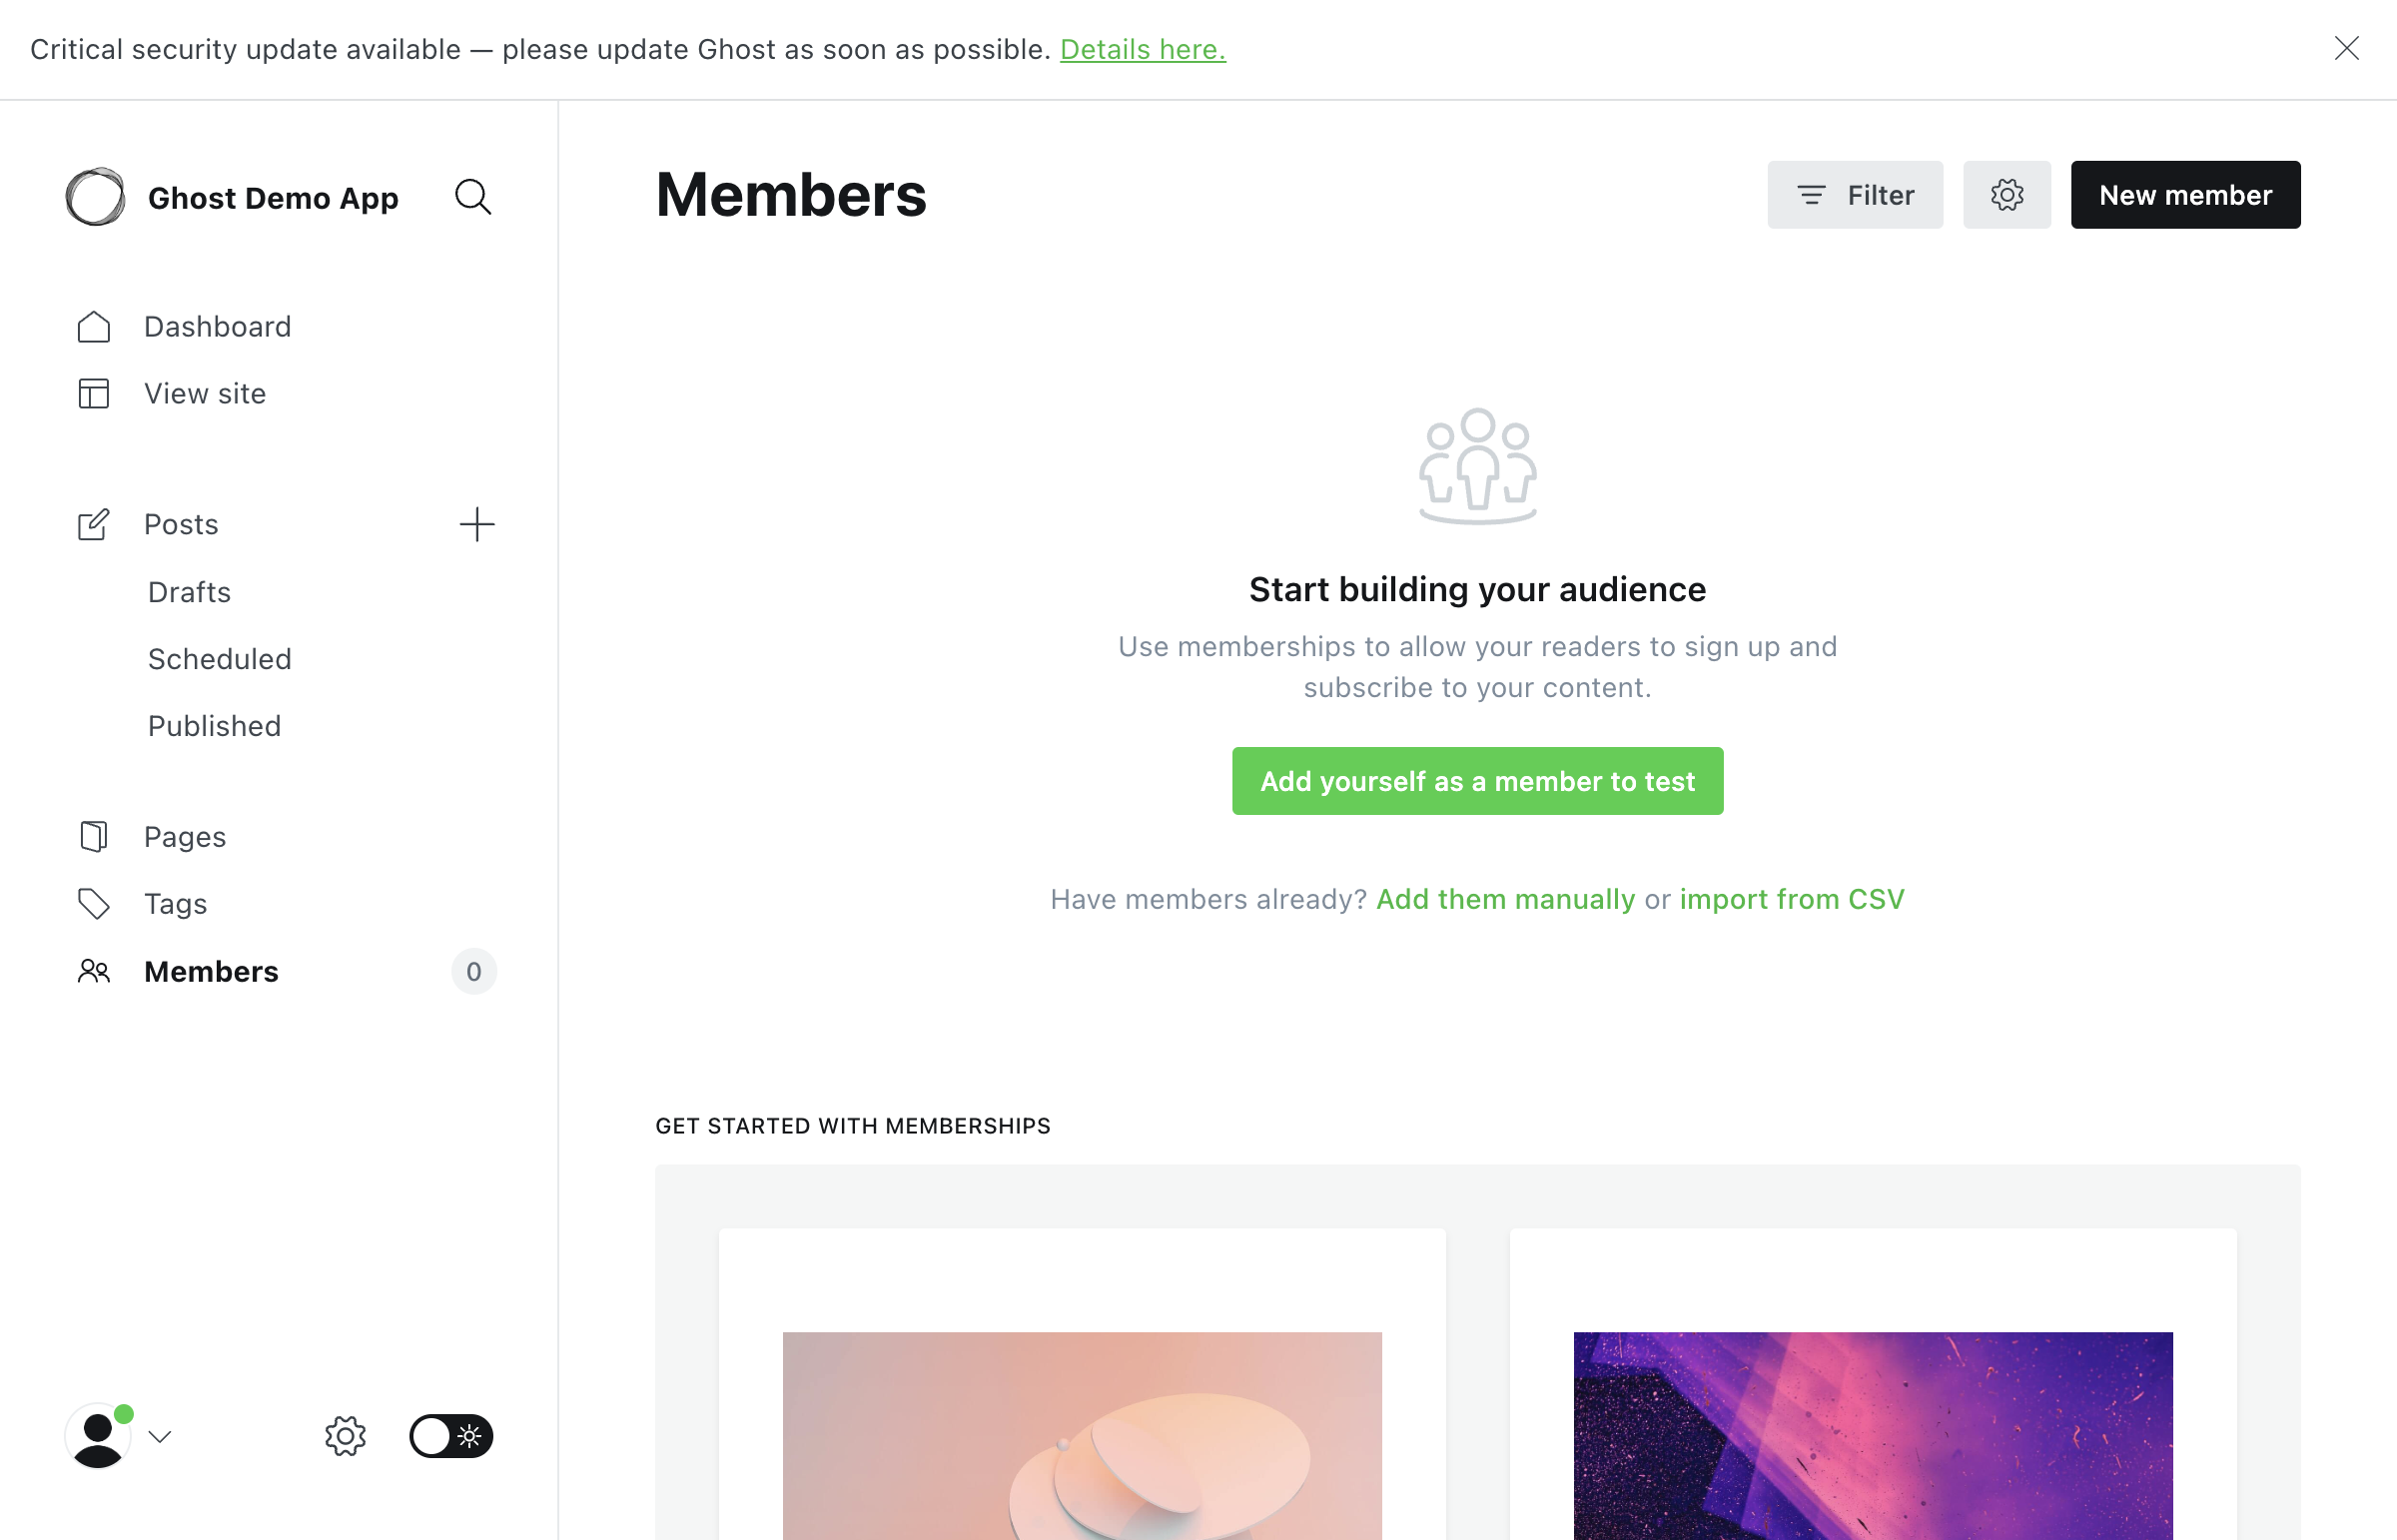 Critical security update available — please update Ghost as soon as possible. Details here.
Ghost Demo App
Dashboard
View site
Posts
Drafts
Scheduled
Published
Pages
Tags
Members
0
Members
Filter
New member
Start building your audience
Use memberships to allow your readers to sign up and
subscribe to your content.
Add yourself as a member to test
Have members already? Add them manually or import from CSV
GET STARTED WITH MEMBERSHIPS